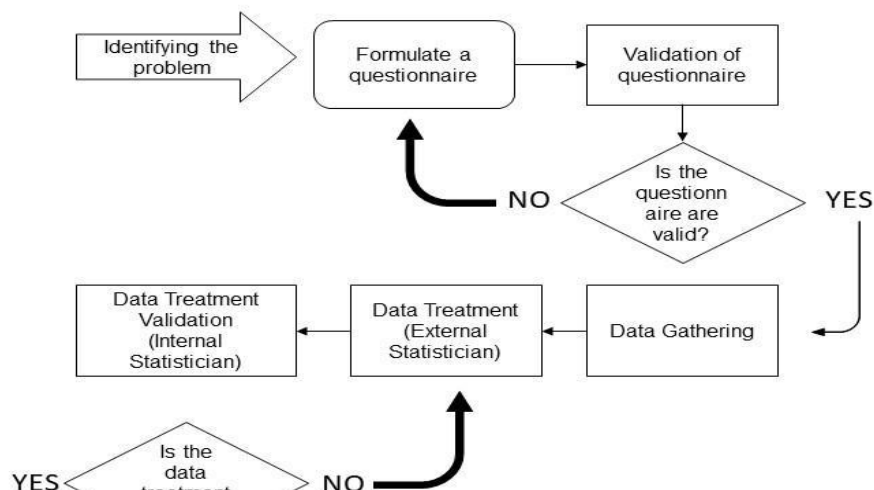 Identifying the
problem
Formulate a
questionnaire
Validation of
questionnaire
Is the
questionn
aire are
valid?
NO
YES
Data Treatment
Validation
(Internal
Statistician)
Data Treatment
(External
Statistician)
Data Gathering
Is the
data
treatment
YES
NO